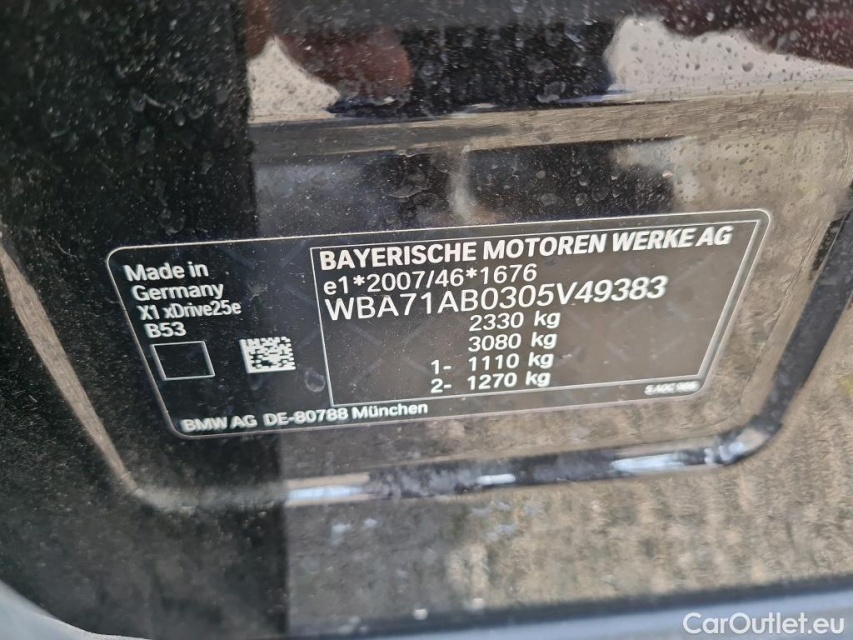 Made in
Germany
X1 xDrive25e
B53
BAYERISCHE MOTOREN WERKE AG
e1*2007/46*1676
WBA71AB0305V49383
2330 kg
3080 kg
1- 1110 kg
2- 1270 kg
BMW AG DE-80788 München
CarOutlet.eu